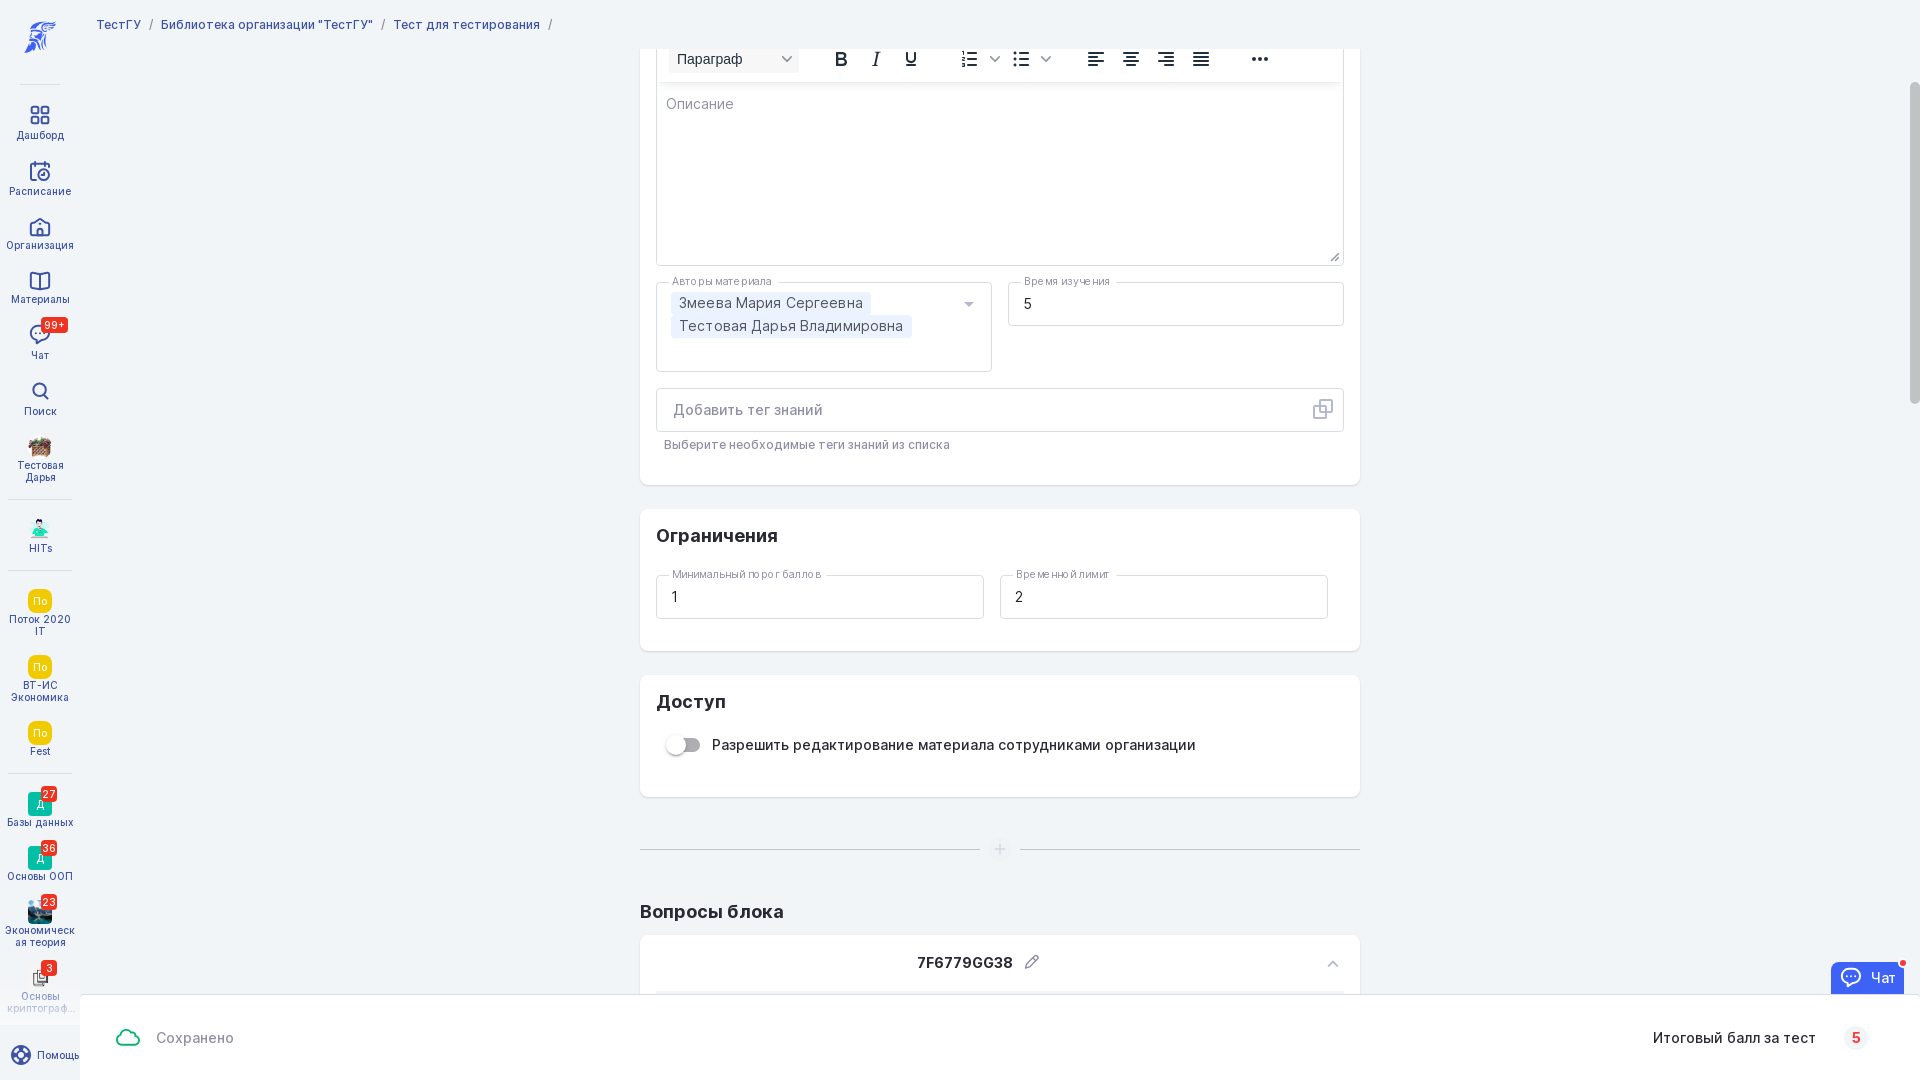 ТестГУ / Библиотека организации "ТестГУ" / Тест для тестирования /
Параграф
Описание
Авторы материала
Змеева Мария Сергеевна
Тестовая Дарья Владимировна
Время изучения
5
Добавить тег знаний
Выберите необходимые теги знаний из списка
Ограничения
Минимальный порог баллов
1
Временной лимит
2
Доступ
Разрешить редактирование материала сотрудниками организации
Вопросы блока
7F6779GG38
Дашборд
Расписание
Организация
Материалы
99+
Чат
Поиск
Тестовая
Дарья
HITs
По
Поток 2020
IT
По
ВТ-ИС
Экономика
По
Fest
27
Д
Базы данных
36
Д
Основы ООП
23
Экономическ
ая теория
3
Основы
криптограф...
Помощь
Чат
Сохранено
Итоговый балл за тест 5